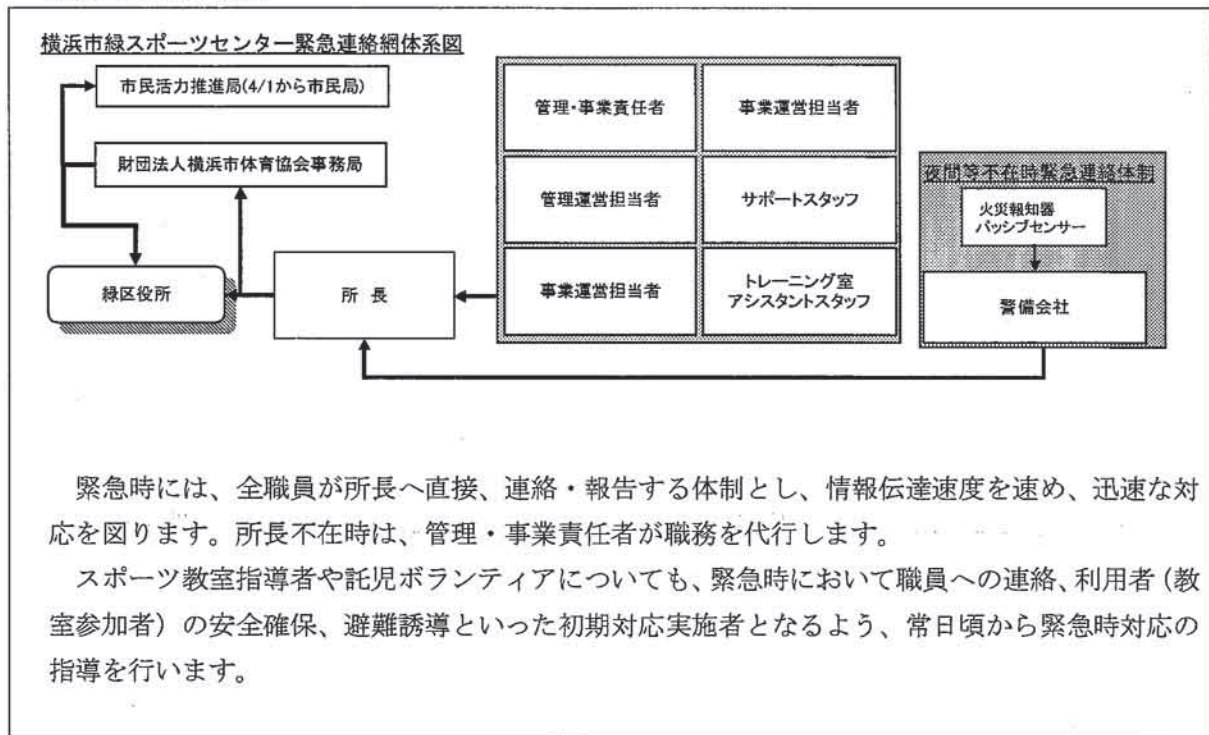 横浜市緑スポーツセンター緊急連絡網体系図
市民活力推進局(4/1から市民局)
財団法人横浜市体育協会事務局
緑区役所
所 長
管理・事業責任者
事業運営担当者
管理運営担当者
サポートスタッフ
事業運営担当者
トレーニング室
アシスタントスタッフ
夜間等不在時緊急連絡体制
火災報知器
パッシブセンサー
警備会社
緊急時には、全職員が所長へ直接、連絡・報告する体制とし、情報伝達速度を速め、迅速な対
応を図ります。所長不在時は、管理・事業責任者が職務を代行します。
スポーツ教室指導者や託児ボランティアについても、緊急時において職員への連絡、利用者（教
室参加者）の安全確保、避難誘導といった初期対応実施者となるよう、常日頃から緊急時対応の
指導を行います。